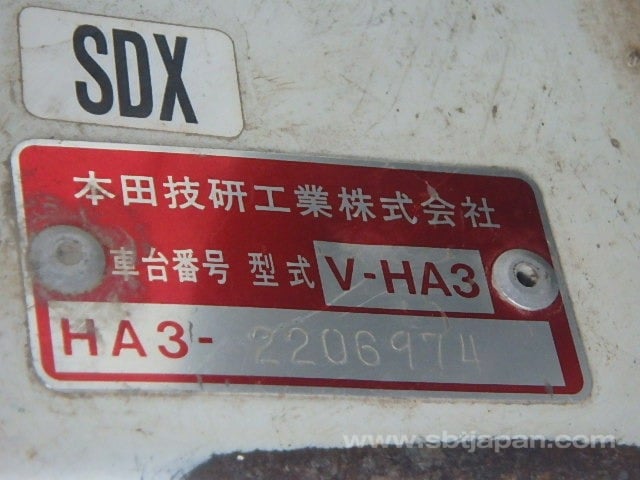 SDX
本田技研工業株式会社
車台番号 型式 V-HA3
HA3-2206974
www.sbtjapan.com